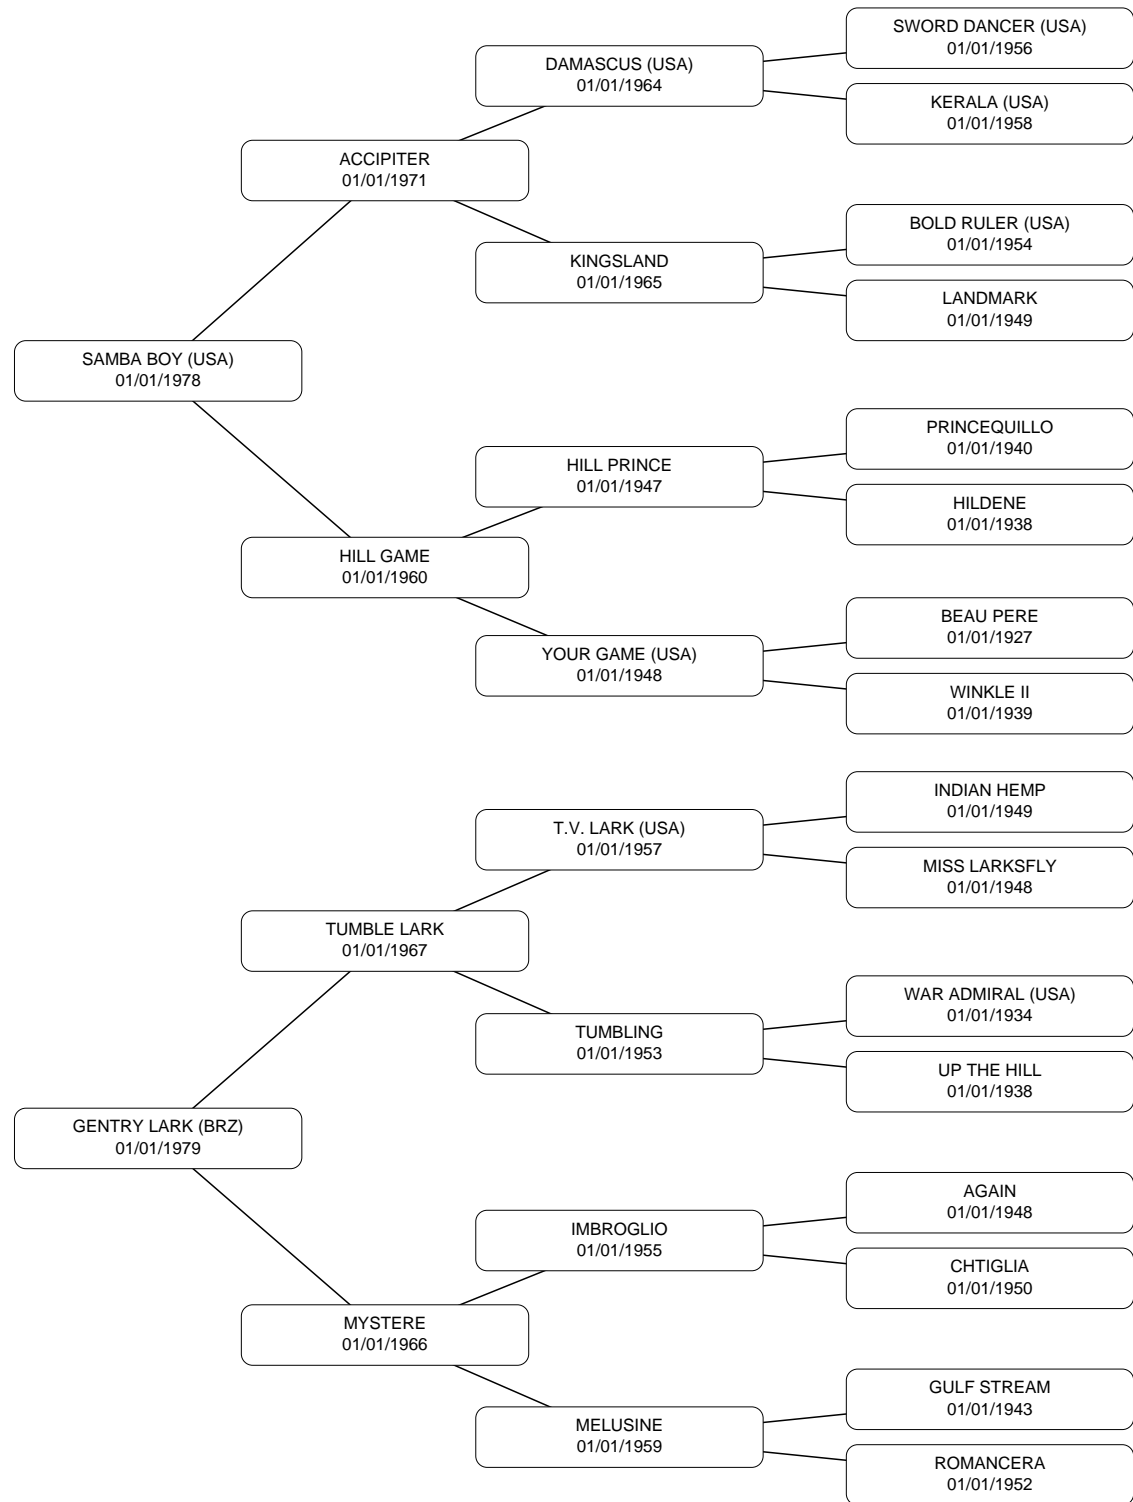 SWORD DANCER (USA)
01/01/1956
DAMASCUS (USA)
01/01/1964
KERALA (USA)
01/01/1958
ACCIPITER
01/01/1971
BOLD RULER (USA)
01/01/1954
KINGSLAND
01/01/1965
LANDMARK
01/01/1949
SAMBA BOY (USA)
01/01/1978
PRINCEQUILLO
01/01/1940
HILL PRINCE
01/01/1947
HILDENE
01/01/1938
HILL GAME
01/01/1960
BEAU PERE
01/01/1927
YOUR GAME (USA)
01/01/1948
WINKLE II
01/01/1939
INDIAN HEMP
01/01/1949
T.V. LARK (USA)
01/01/1957
MISS LARKSFLY
01/01/1948
TUMBLE LARK
01/01/1967
WAR ADMIRAL (USA)
01/01/1934
TUMBLING
01/01/1953
UP THE HILL
01/01/1938
GENTRY LARK (BRZ)
01/01/1979
AGAIN
01/01/1948
IMBROGLIO
01/01/1955
CHTIGLIA
01/01/1950
MYSTERE
01/01/1966
GULF STREAM
01/01/1943
MELUSINE
01/01/1959
ROMANCERA
01/01/1952